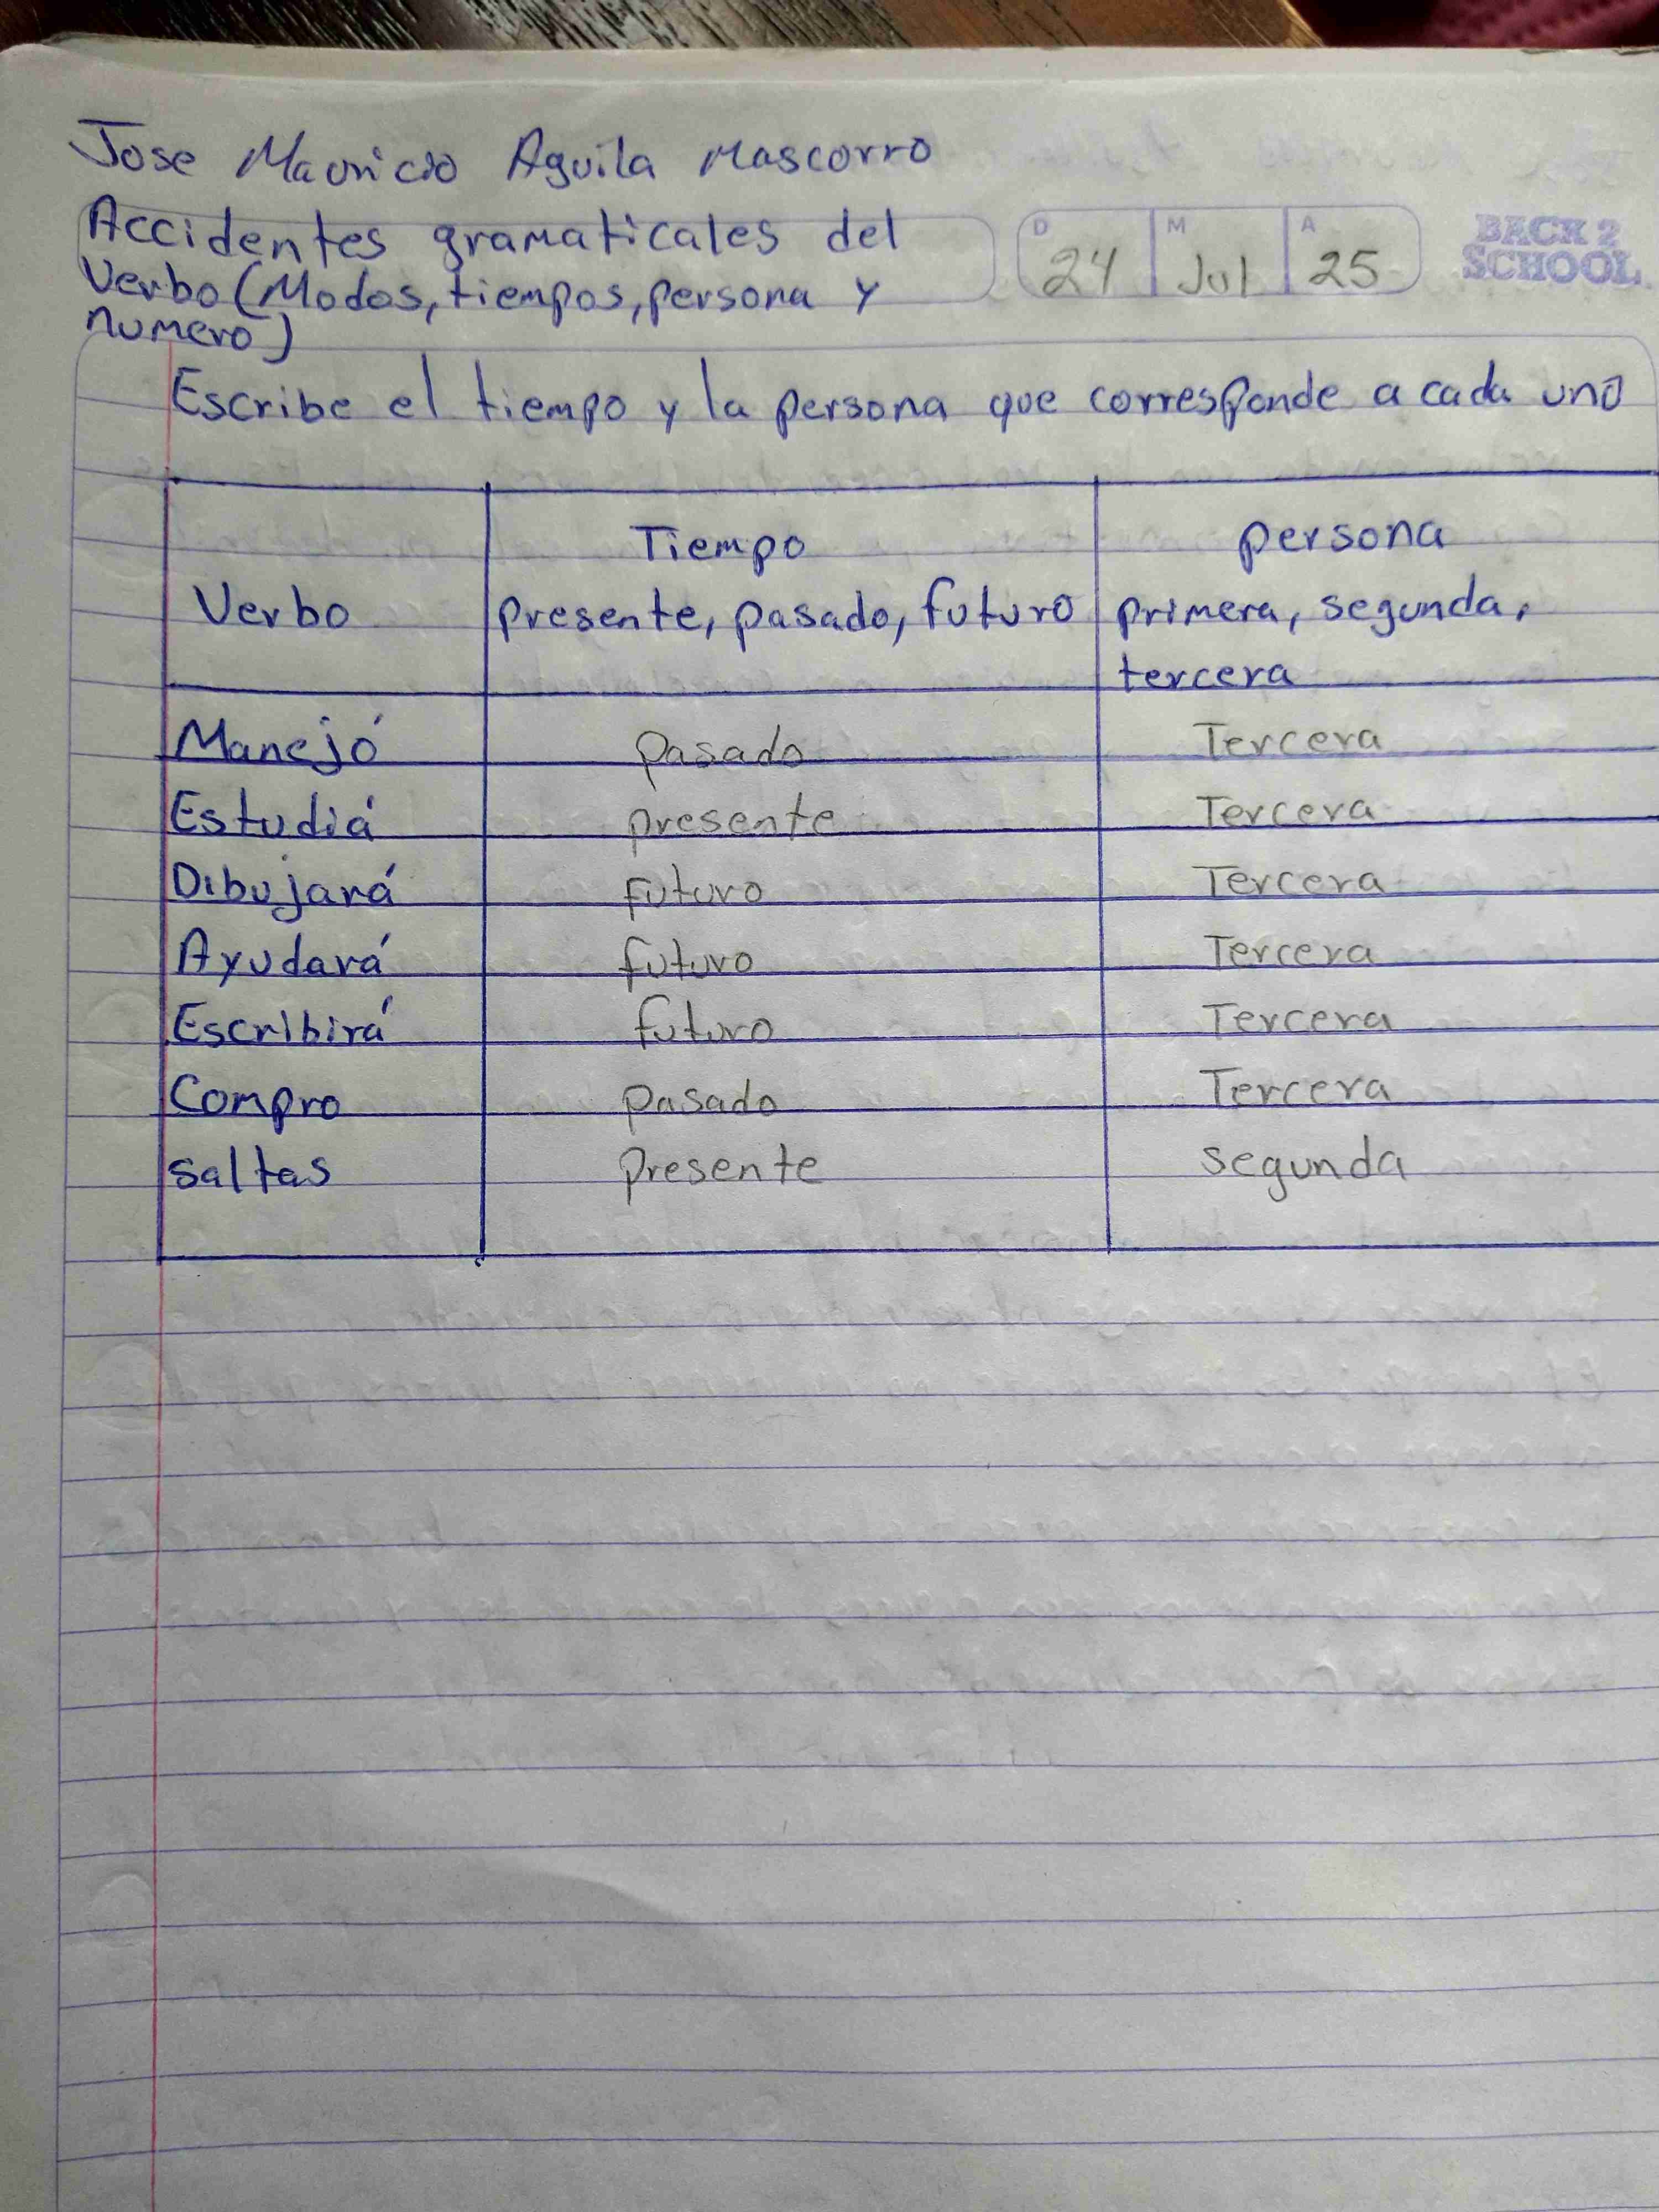 Jose Mauricio Aguila Mascorro
Accidentes gramaticales del
Verbo (Modos, tiempos, persona y
numero)
D 24 M Jul A 25
BACK 2
SCHOOL
Escribe el tiempo y la persona que corresponde a cada uno
Tiempo persona
Verbo presente, pasado, futuro primera, segunda,
tercera
Manejó pasado Tercera
Estudiá presente Tercera
Dibujará Futuro Tercera
Ayudará futuro Tercera
Escribirá futuro Tercera
Compro pasado Tercera
saltas presente segunda